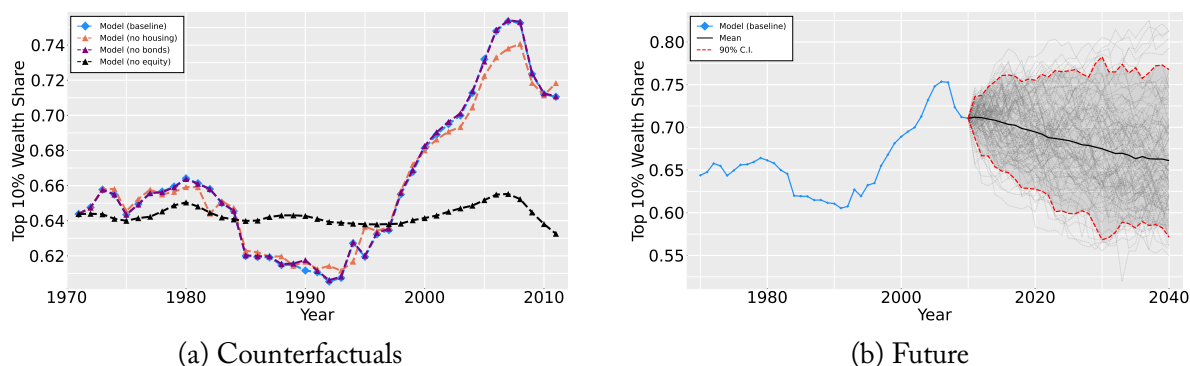 Model (baseline)
Model (no housing)
Model (no bonds)
Model (no equity)
0.74
0.72
0.70
0.68
0.66
0.64
0.62
Top 10% Wealth Share
1970
1980
1990
2000
2010
Year
(a) Counterfactuals
Model (baseline)
Mean
90% C.I.
0.80
0.75
0.70
0.65
0.60
0.55
Top 10% Wealth Share
1980
2000
2020
2040
Year
(b) Future